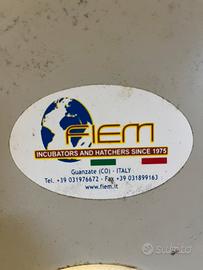 FIEM
INCUBATORS AND HATCHERS SINCE 1975
Guanzate (CO) - ITALY
Tel. +39 031976672 - Fax +39 031899163
www.fiem.it
subito